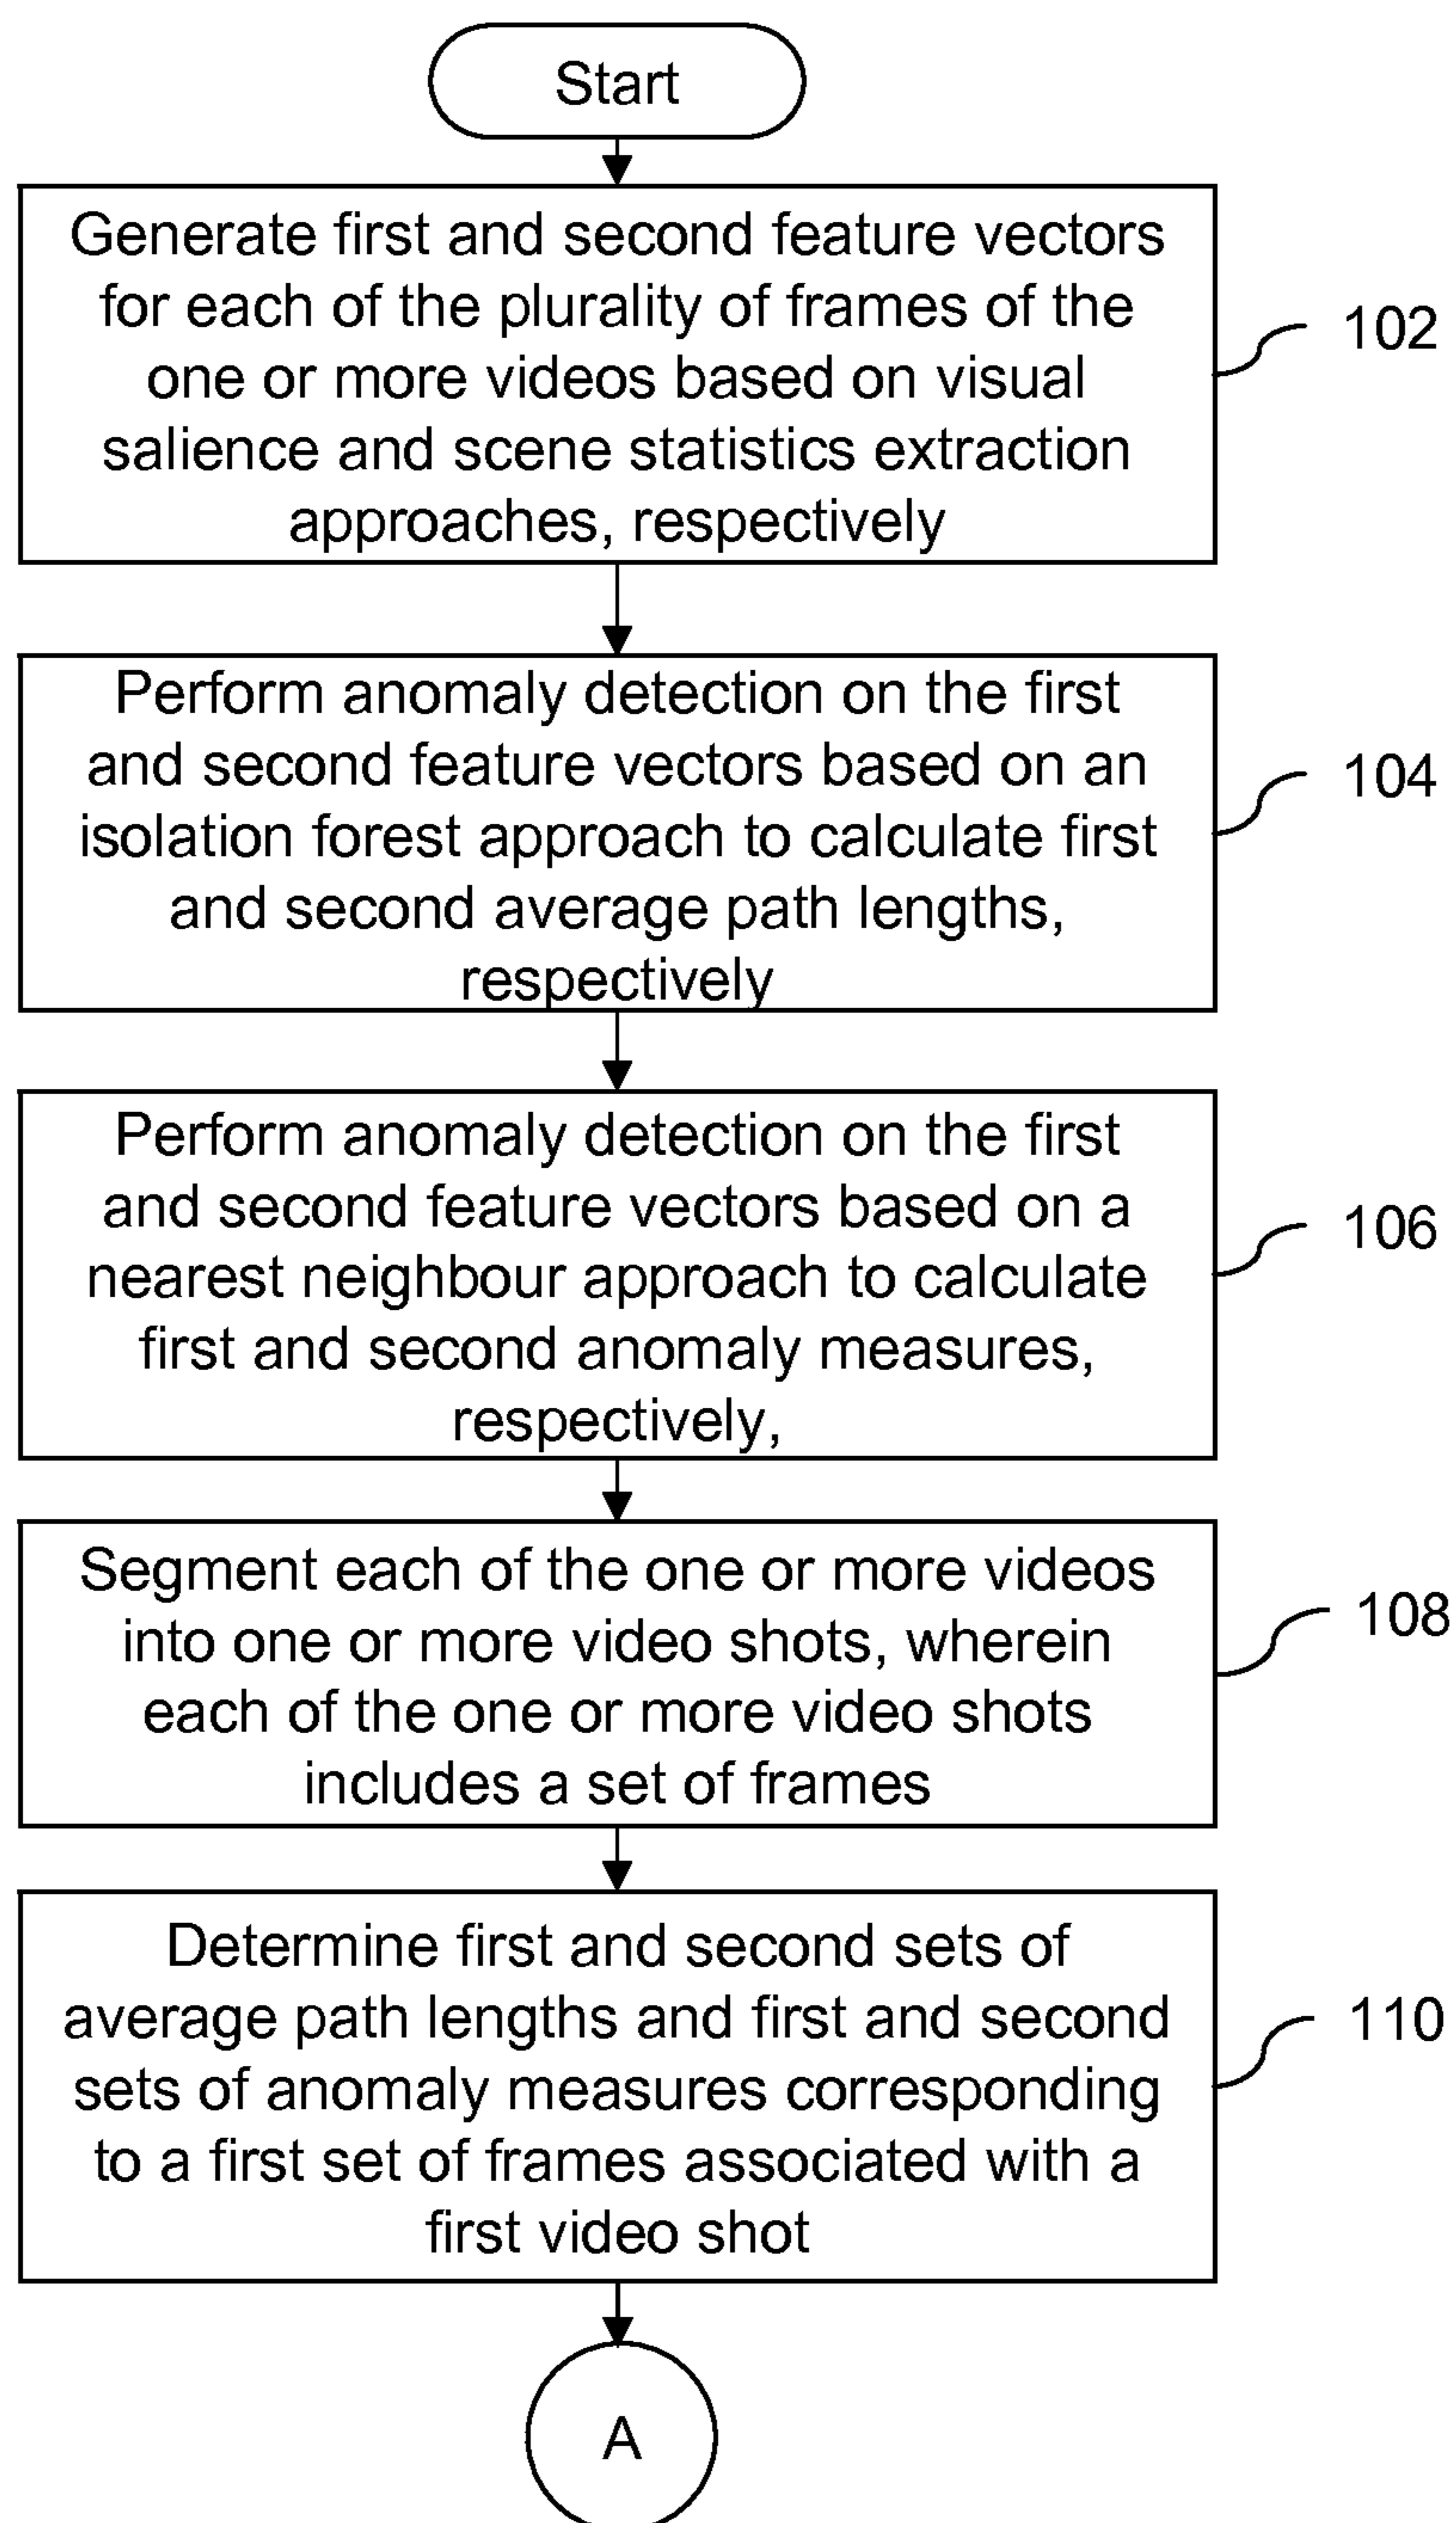 Start
Generate first and second feature vectors
for each of the plurality of frames of the
one or more videos based on visual
salience and scene statistics extraction
approaches, respectively
102
Perform anomaly detection on the first
and second feature vectors based on an
isolation forest approach to calculate first
and second average path lengths,
respectively
104
Perform anomaly detection on the first
and second feature vectors based on a
nearest neighbour approach to calculate
first and second anomaly measures,
respectively,
106
Segment each of the one or more videos
into one or more video shots, wherein
each of the one or more video shots
includes a set of frames
108
Determine first and second sets of
average path lengths and first and second
sets of anomaly measures corresponding
to a first set of frames associated with a
first video shot
110
A